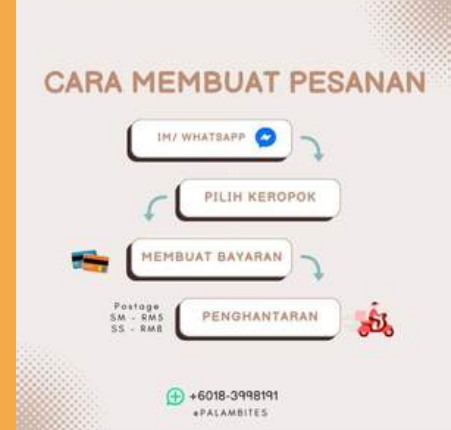 CARA MEMBUAT PESANAN
IM/ WHATSAPP
PILIH KEROPOK
MEMBUAT BAYARAN
Postage
SM - RM5
SS - RM8
PENGHANTARAN
+6018-3998191
@PALAMBITES